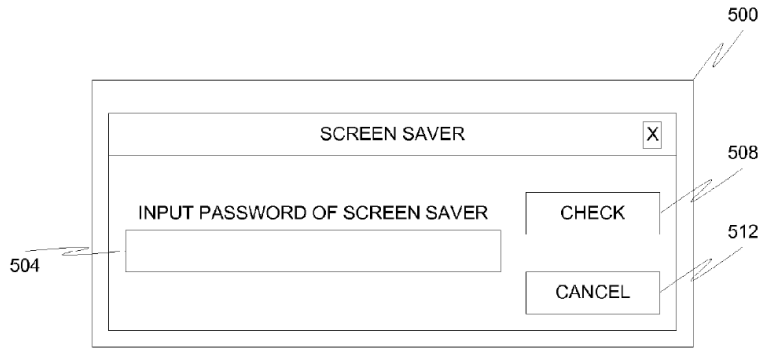 500
SCREEN SAVER X
508
INPUT PASSWORD OF SCREEN SAVER CHECK
512
504
CANCEL